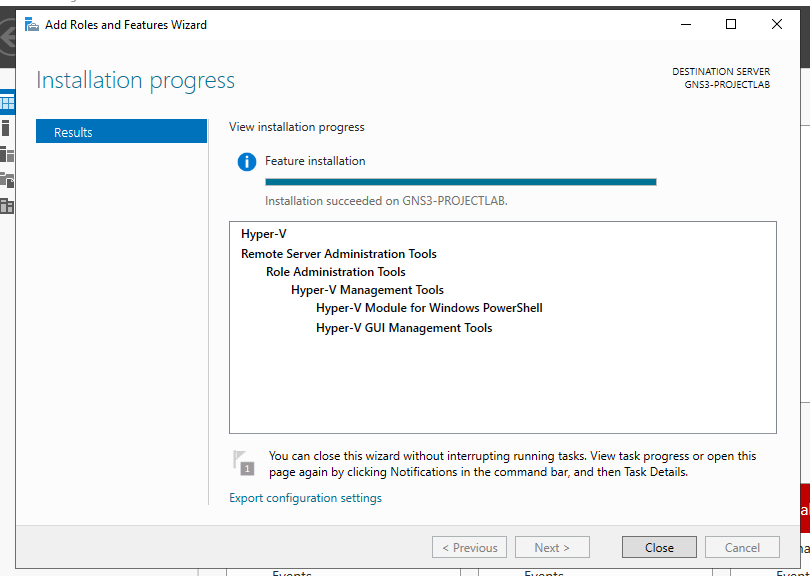 Add Roles and Features Wizard
Installation progress
DESTINATION SERVER
GNS3-PROJECTLAB
Results
View installation progress
Feature installation
Installation succeeded on GNS3-PROJECTLAB.
Hyper-V
Remote Server Administration Tools
Role Administration Tools
Hyper-V Management Tools
Hyper-V Module for Windows PowerShell
Hyper-V GUI Management Tools
1
You can close this wizard without interrupting running tasks. View task progress or open this
page again by clicking Notifications in the command bar, and then Task Details.
Export configuration settings
< Previous
Next >
Close
Cancel
Events
Events